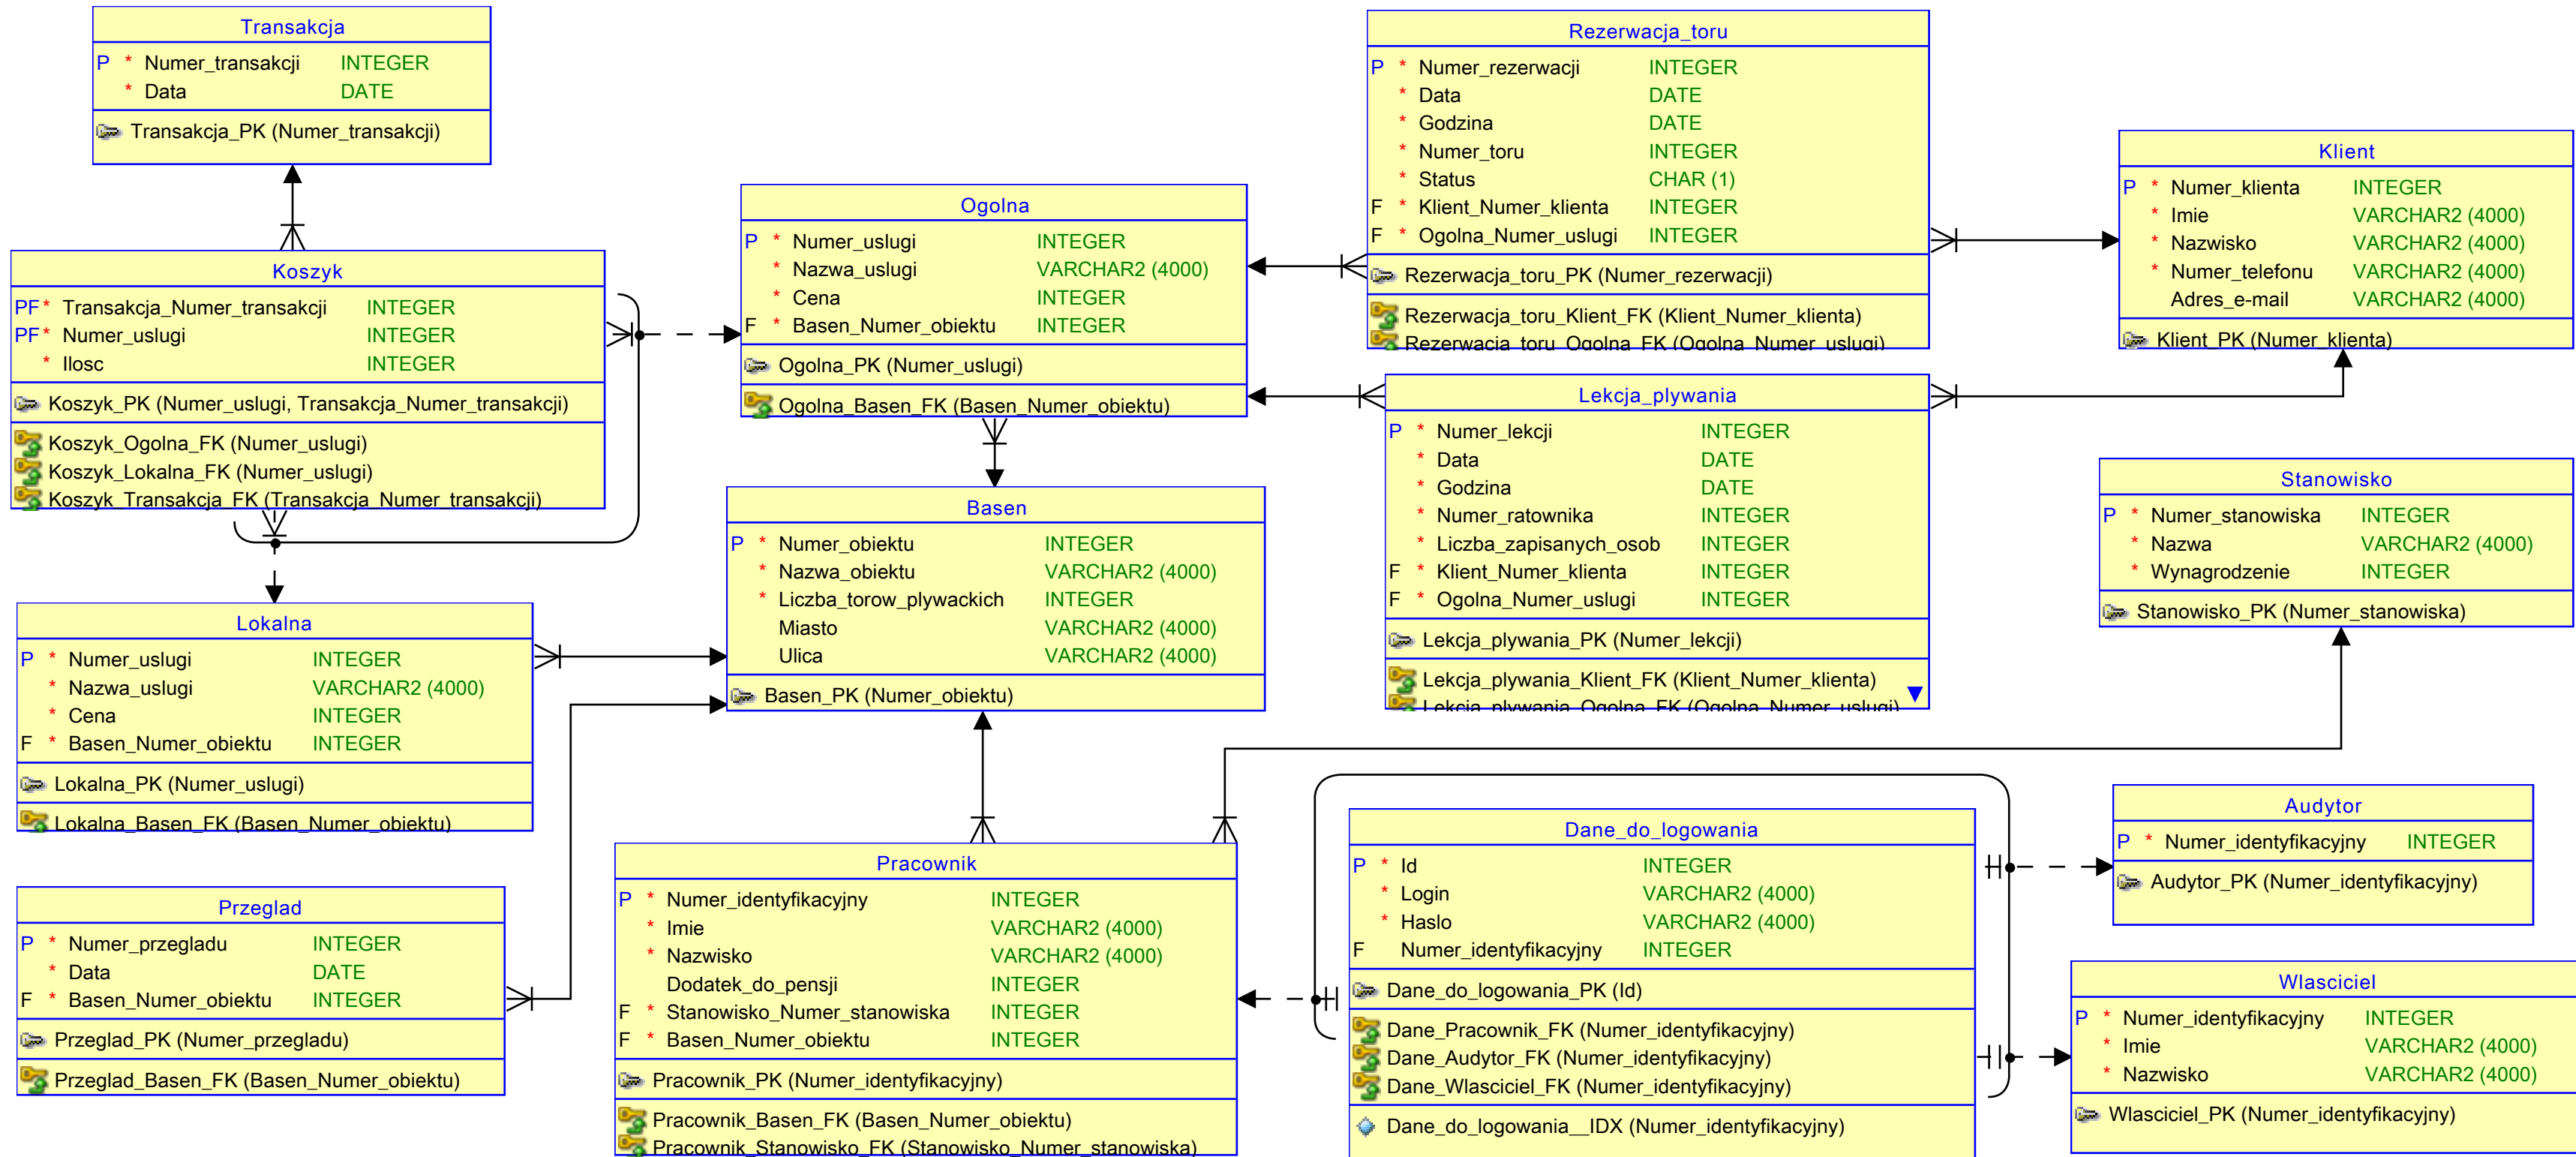 Transakcja
P * Numer_transakcji INTEGER
* Data DATE
Transakcja_PK (Numer_transakcji)
Koszyk
PF * Transakcja_Numer_transakcji INTEGER
PF * Numer_uslugi INTEGER
* Ilosc INTEGER
Koszyk_PK (Numer_uslugi, Transakcja_Numer_transakcji)
Koszyk_Ogolna_FK (Numer_uslugi)
Koszyk_Lokalna_FK (Numer_uslugi)
Koszyk_Transakcja_FK (Transakcja_Numer_transakcji)
Lokalna
P * Numer_uslugi INTEGER
* Nazwa_uslugi VARCHAR2 (4000)
* Cena INTEGER
F * Basen_Numer_obiektu INTEGER
Lokalna_PK (Numer_uslugi)
Lokalna_Basen_FK (Basen_Numer_obiektu)
Przeglad
P * Numer_przegladu INTEGER
* Data DATE
F * Basen_Numer_obiektu INTEGER
Przeglad_PK (Numer_przegladu)
Przeglad_Basen_FK (Basen_Numer_obiektu)
Ogolna
P * Numer_uslugi INTEGER
* Nazwa_uslugi VARCHAR2 (4000)
* Cena INTEGER
F * Basen_Numer_obiektu INTEGER
Ogolna_PK (Numer_uslugi)
Ogolna_Basen_FK (Basen_Numer_obiektu)
Basen
P * Numer_obiektu INTEGER
* Nazwa_obiektu VARCHAR2 (4000)
* Liczba_torow_plywackich INTEGER
Miasto VARCHAR2 (4000)
Ulica VARCHAR2 (4000)
Basen_PK (Numer_obiektu)
Pracownik
P * Numer_identyfikacyjny INTEGER
* Imie VARCHAR2 (4000)
* Nazwisko VARCHAR2 (4000)
Dodatek_do_pensji INTEGER
F * Stanowisko_Numer_stanowiska INTEGER
F * Basen_Numer_obiektu INTEGER
Pracownik_PK (Numer_identyfikacyjny)
Pracownik_Basen_FK (Basen_Numer_obiektu)
Pracownik_Stanowisko_FK (Stanowisko_Numer_stanowiska)
Rezerwacja_toru
P * Numer_rezerwacji INTEGER
* Data DATE
* Godzina DATE
* Numer_toru INTEGER
* Status CHAR (1)
F * Klient_Numer_klienta INTEGER
F * Ogolna_Numer_uslugi INTEGER
Rezerwacja_toru_PK (Numer_rezerwacji)
Rezerwacja_toru_Klient_FK (Klient_Numer_klienta)
Rezerwacja_toru_Ogolna_FK (Ogolna_Numer_uslugi)
Lekcja_plywania
P * Numer_lekcji INTEGER
* Data DATE
* Godzina DATE
* Numer_ratownika INTEGER
* Liczba_zapisanych_osob INTEGER
F * Klient_Numer_klienta INTEGER
F * Ogolna_Numer_uslugi INTEGER
Lekcja_plywania_PK (Numer_lekcji)
Lekcja_plywania_Klient_FK (Klient_Numer_klienta)
Lekcja_plywania_Ogolna_FK (Ogolna_Numer_uslugi)
Dane_do_logowania
P * Id INTEGER
* Login VARCHAR2 (4000)
* Haslo VARCHAR2 (4000)
F Numer_identyfikacyjny INTEGER
Dane_do_logowania_PK (Id)
Dane_Pracownik_FK (Numer_identyfikacyjny)
Dane_Audytor_FK (Numer_identyfikacyjny)
Dane_Wlasciciel_FK (Numer_identyfikacyjny)
Dane_do_logowania__IDX (Numer_identyfikacyjny)
Klient
P * Numer_klienta INTEGER
* Imie VARCHAR2 (4000)
* Nazwisko VARCHAR2 (4000)
* Numer_telefonu VARCHAR2 (4000)
Adres_e-mail VARCHAR2 (4000)
Klient_PK (Numer_klienta)
Stanowisko
P * Numer_stanowiska INTEGER
* Nazwa VARCHAR2 (4000)
* Wynagrodzenie INTEGER
Stanowisko_PK (Numer_stanowiska)
Audytor
P * Numer_identyfikacyjny INTEGER
Audytor_PK (Numer_identyfikacyjny)
Wlasciciel
P * Numer_identyfikacyjny INTEGER
* Imie VARCHAR2 (4000)
* Nazwisko VARCHAR2 (4000)
Wlasciciel_PK (Numer_identyfikacyjny)